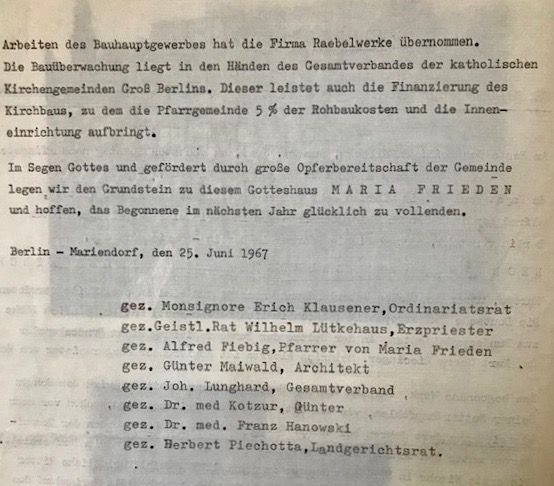 Arbeiten des Bauhauptgewerbes hat die Firma Raebelwerke übernommen.
Die Bauüberwachung liegt in den Händen des Gesamtverbandes der katholischen
Kirchengemeinden Groß Berlins. Dieser leistet auch die Finanzierung des
Kirchbaus, zu dem die Pfarrgemeinde 5 % der Rohbaukosten und die Innen-
einrichtung aufbringt.
Im Segen Gottes und gefördert durch große Opferbereitschaft der Gemeinde
legen wir den Grundstein zu diesem Gotteshaus M A R I A  F R I E D E N
und hoffen, das Begonnene im nächsten Jahr glücklich zu vollenden.
Berlin - Mariendorf, den 25. Juni 1967
gez. Monsignore Erich Klausener,Ordinariatsrat
gez.Geistl.Rat Wilhelm Lütkehaus,Erzpriester
gez. Alfred Fiebig,Pfarrer von Maria Frieden
gez. Günter Maiwald, Architekt
gez. Joh. Lunghard, Gesamtverband
gez. Dr. med Kotzur, Günter
gez. Dr. med. Franz Hanowski
gez. Herbert Piechotta,Landgerichtsrat.